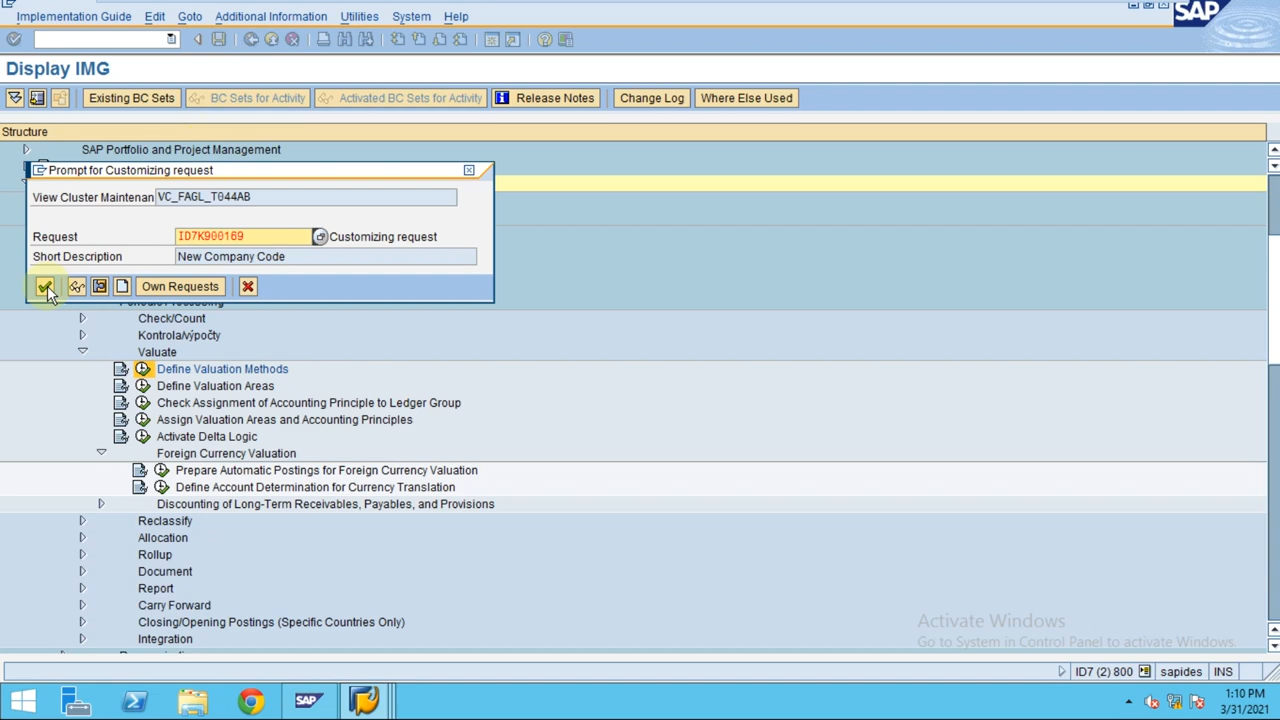 Implementation Guide Edit Goto Additional Information Utilities System Help
SAP
Display IMG
Existing BC Sets BC Sets for Activity Activated BC Sets for Activity Release Notes Change Log Where Else Used
Structure
SAP Portfolio and Project Management
Prompt for Customizing request
View Cluster Maintenan VC_FAGL_T044AB
Request ID7K900169 Customizing request
Short Description New Company Code
Own Requests
Check/Count
Kontrola/výpočty
Valuate
Define Valuation Methods
Define Valuation Areas
Check Assignment of Accounting Principle to Ledger Group
Assign Valuation Areas and Accounting Principles
Activate Delta Logic
Foreign Currency Valuation
Prepare Automatic Postings for Foreign Currency Valuation
Define Account Determination for Currency Translation
Discounting of Long-Term Receivables, Payables, and Provisions
Reclassify
Allocation
Rollup
Document
Report
Carry Forward
Closing/Opening Postings (Specific Countries Only)
Integration
Activate Windows
Go to System in Control Panel to activate Windows.
ID7 (2) 800 sapides INS
SAP
1:10 PM
3/31/2021